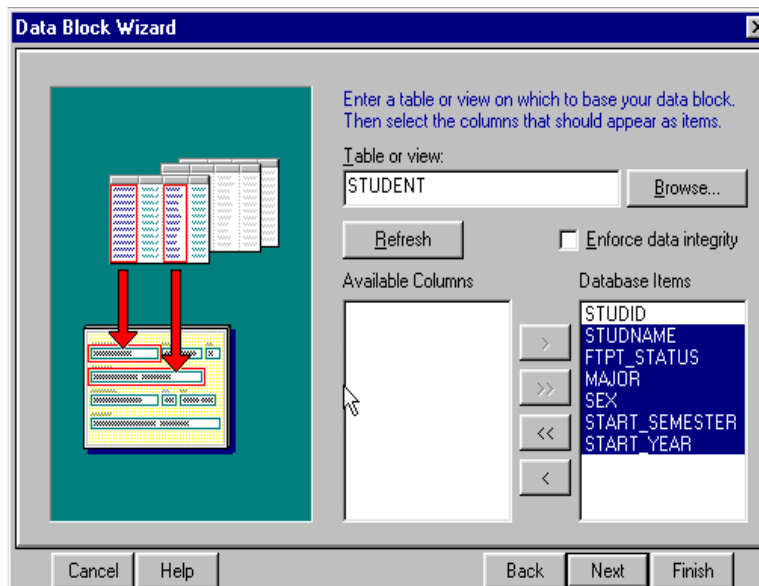 Data Block Wizard
Enter a table or view on which to base your data block.
Then select the columns that should appear as items.
Table or view:
STUDENT
Browse...
Refresh
Enforce data integrity
Available Columns
Database Items
STUDID
STUDNAME
FTPT_STATUS
MAJOR
SEX
START_SEMESTER
START_YEAR
>
>>
<<
<
Cancel
Help
Back
Next
Finish